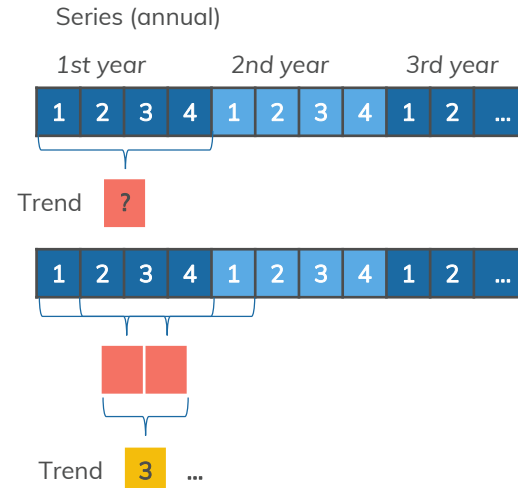 Series (annual)
1st year 2nd year 3rd year
1 2 3 4 1 2 3 4 1 2 ...
Trend ?
1 2 3 4 1 2 3 4 1 2 ...
Trend 3 ...